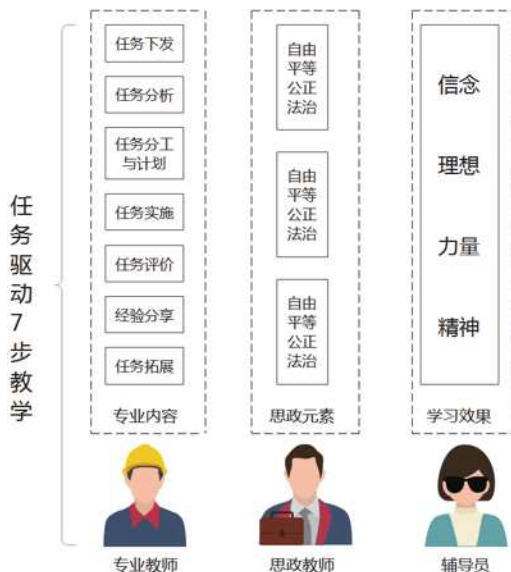 任务驱动7步教学
任务下发
任务分析
任务分工
与计划
任务实施
任务评价
经验分享
任务拓展
专业内容
专业教师
自由
平等
公正
法治
自由
平等
公正
法治
自由
平等
公正
法治
思政元素
思政教师
信念
理想
力量
精神
学习效果
辅导员